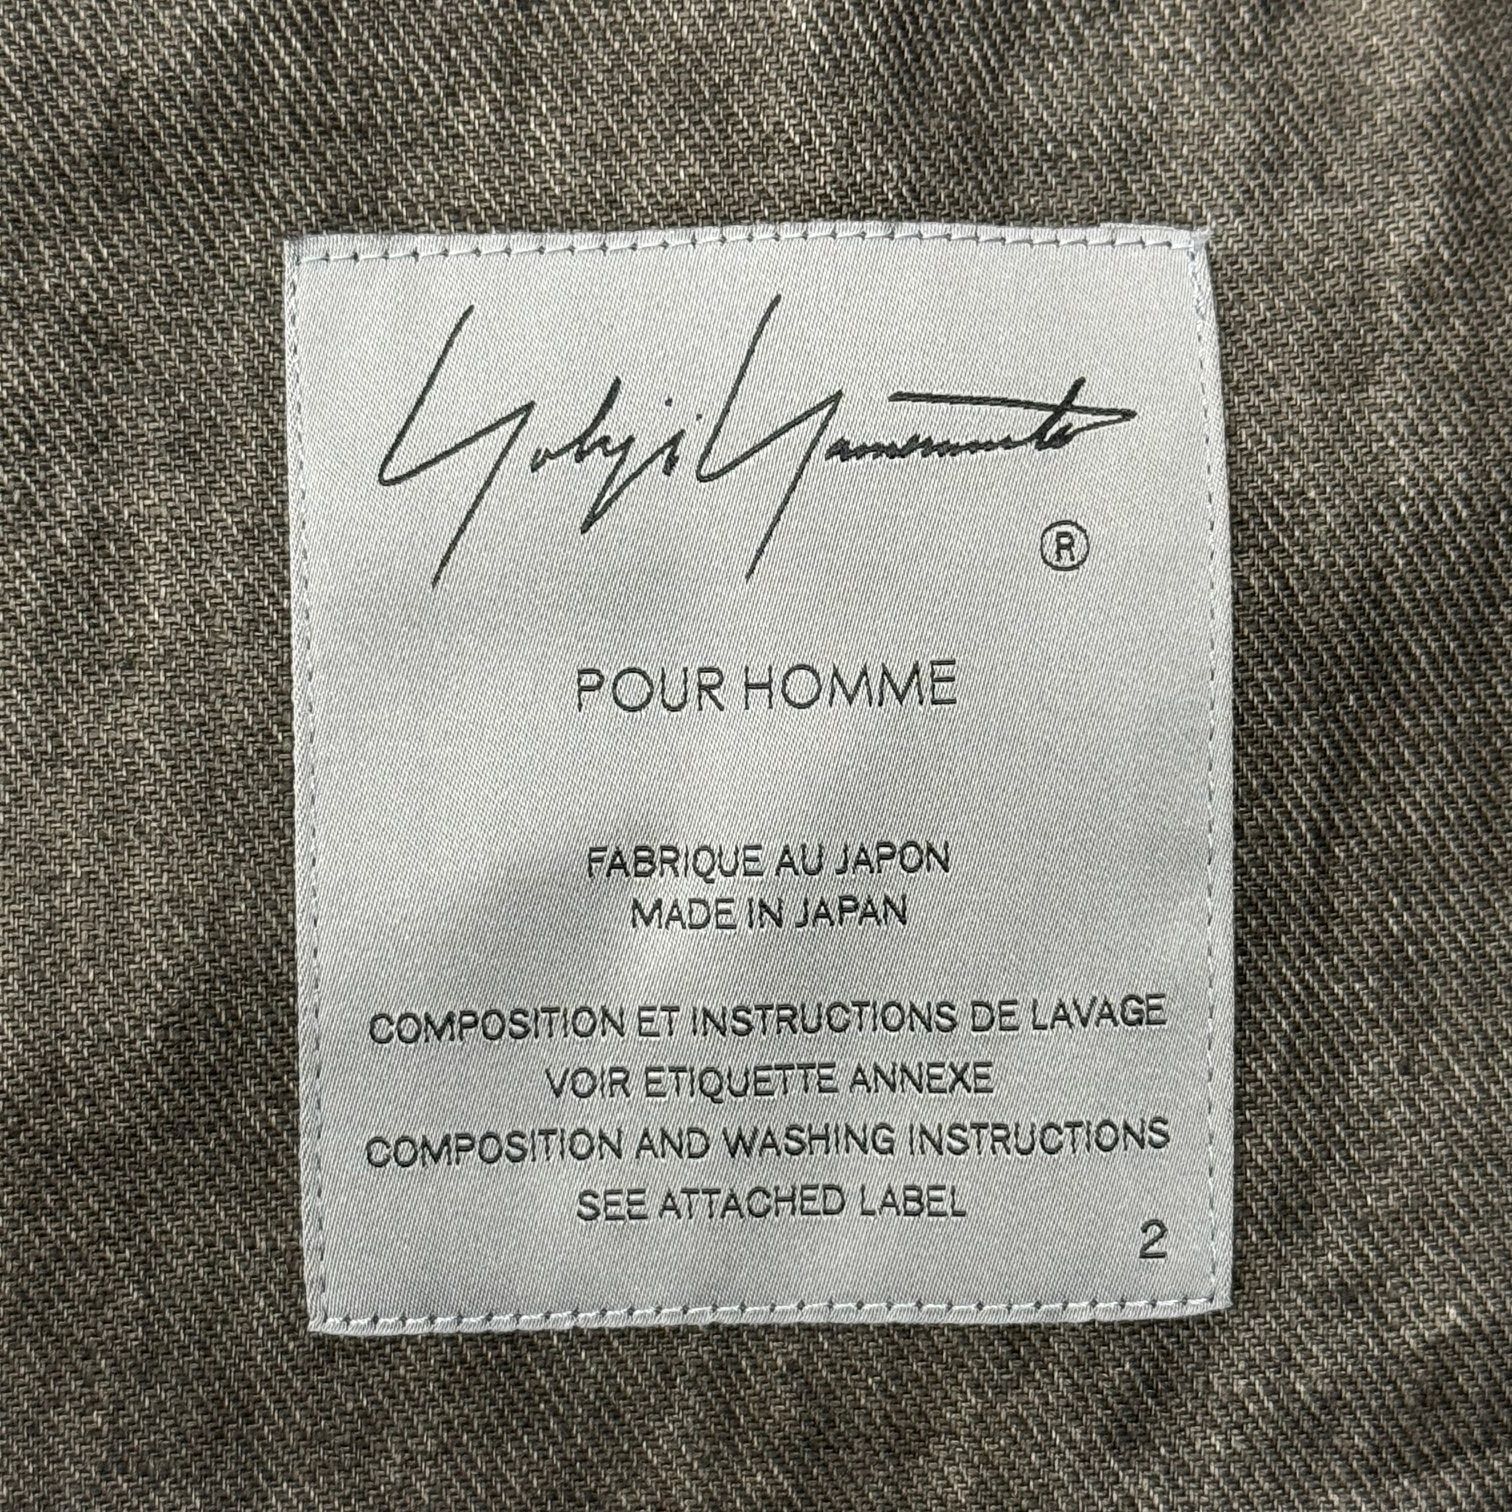 Yohji Yamamoto
®
POUR HOMME
FABRIQUE AU JAPON
MADE IN JAPAN
COMPOSITION ET INSTRUCTIONS DE LAVAGE
VOIR ETIQUETTE ANNEXE
COMPOSITION AND WASHING INSTRUCTIONS
SEE ATTACHED LABEL
2